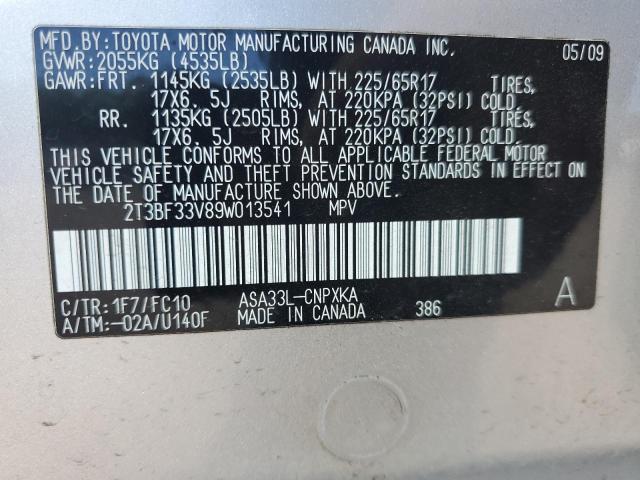 MFD.BY:TOYOTA MOTOR MANUFACTURING CANADA INC. 05/09
GVWR:2055KG (4535LB)
GAWR:FRT. 1145KG (2535LB) WITH 225/65R17 TIRES,
17X6.5J RIMS, AT 220KPA (32PSI) COLD.
RR. 1135KG (2505LB) WITH 225/65R17 TIRES,
17X6.5J RIMS, AT 220KPA (32PSI) COLD.
THIS VEHICLE CONFORMS TO ALL APPLICABLE FEDERAL MOTOR
VEHICLE SAFETY AND THEFT PREVENTION STANDARDS IN EFFECT ON
THE DATE OF MANUFACTURE SHOWN ABOVE.
2T3BF33V89W013541 MPV
C/TR:1F7/FC10 ASA33L-CNPXKA A
A/TM:-02A/U140F MADE IN CANADA 386